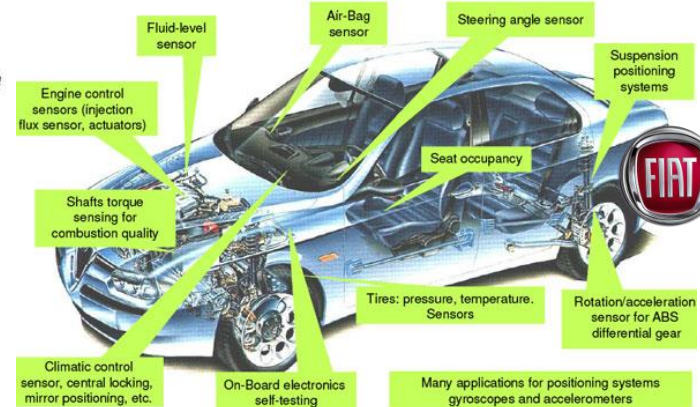 Fluid-level
sensor
Air-Bag
sensor
Steering angle sensor
Suspension
positioning
systems
Engine control
sensors (injection
flux sensor, actuators)
Seat occupancy
FIAT
Shafts torque
sensing for
combustion quality
Tires: pressure, temperature.
Sensors
Rotation/acceleration
sensor for ABS
differential gear
Climatic control
sensor, central locking,
mirror positioning, etc.
On-Board electronics
self-testing
Many applications for positioning systems
gyroscopes and accelerometers